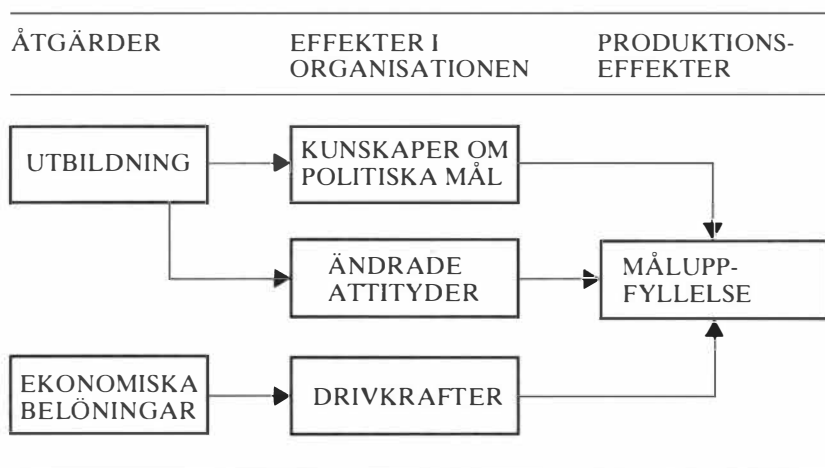 ÅTGÄRDER
EFFEKTER I
ORGANISATIONEN
PRODUKTIONS-
EFFEKTER
UTBILDNING
KUNSKAPER OM
POLITISKA MÅL
ÄNDRADE
ATTITYDER
MÅLUPP-
FYLLELSE
EKONOMISKA
BELÖNINGAR
DRIVKRAFTER